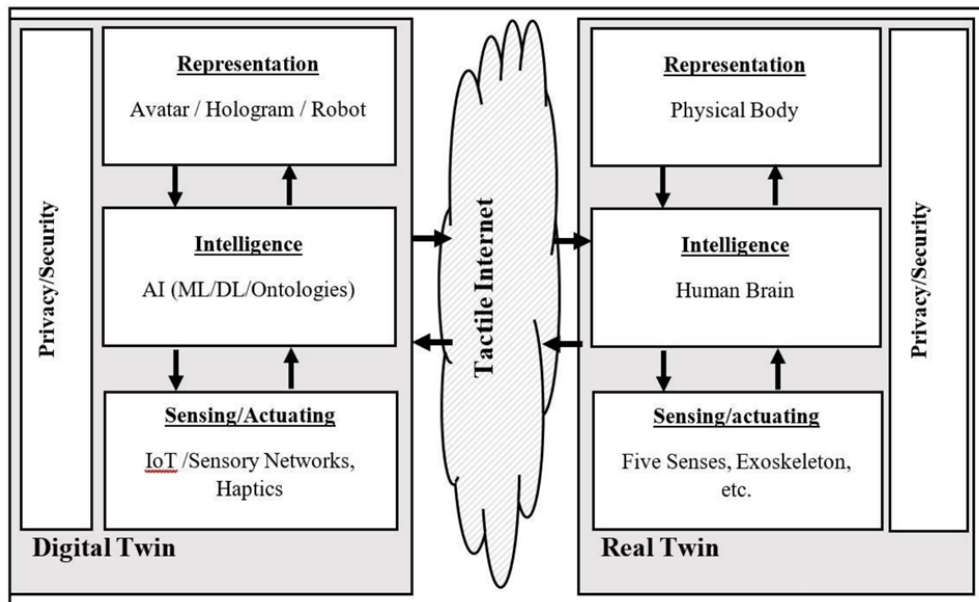 Privacy/Security
Representation
Avatar / Hologram / Robot
Intelligence
AI (ML/DL/Ontologies)
Sensing/Actuating
IoT /Sensory Networks,
Haptics
Digital Twin
Tactile Internet
Representation
Physical Body
Intelligence
Human Brain
Sensing/actuating
Five Senses, Exoskeleton,
etc.
Privacy/Security
Real Twin